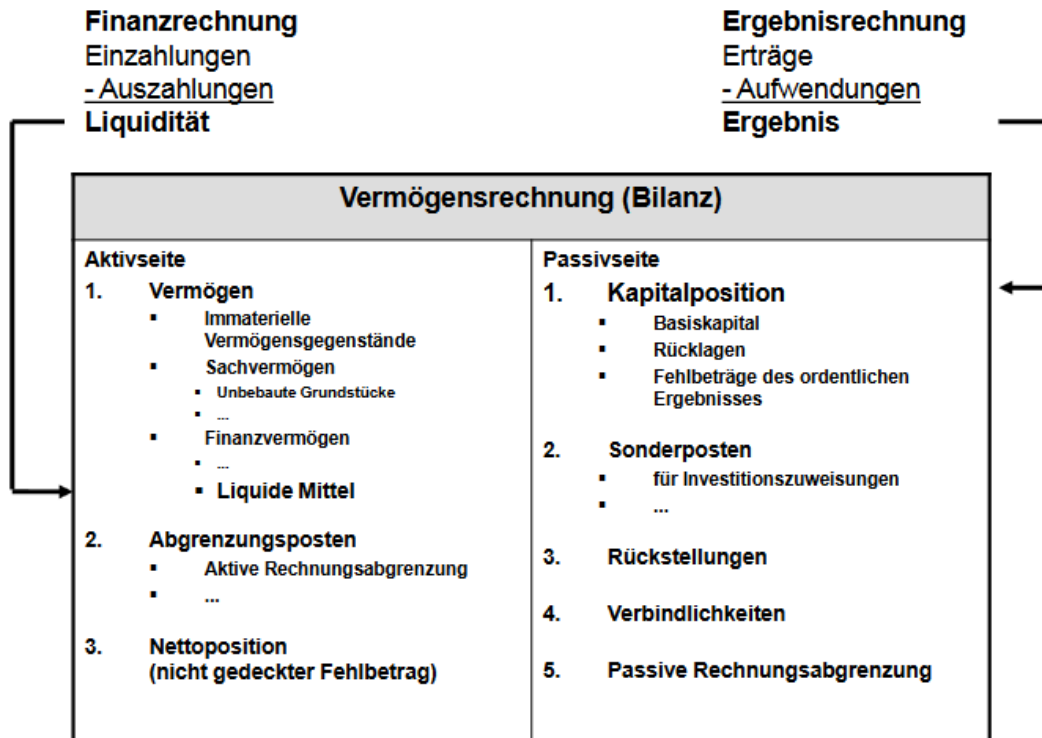 Finanzrechnung
Einzahlungen
- Auszahlungen
Liquidität
Ergebnisrechnung
Erträge
- Aufwendungen
Ergebnis
Vermögensrechnung (Bilanz)
Aktivseite
1. Vermögen
▪ Immaterielle
Vermögensgegenstände
▪ Sachvermögen
▪ Unbebaute Grundstücke
▪ ...
▪ Finanzvermögen
▪ ...
▪ Liquide Mittel
2. Abgrenzungsposten
▪ Aktive Rechnungsabgrenzung
▪ ...
3. Nettoposition
(nicht gedeckter Fehlbetrag)
Passivseite
1. Kapitalposition
▪ Basiskapital
▪ Rücklagen
▪ Fehlbeträge des ordentlichen
Ergebnisses
2. Sonderposten
▪ für Investitionszuweisungen
▪ ...
3. Rückstellungen
4. Verbindlichkeiten
5. Passive Rechnungsabgrenzung